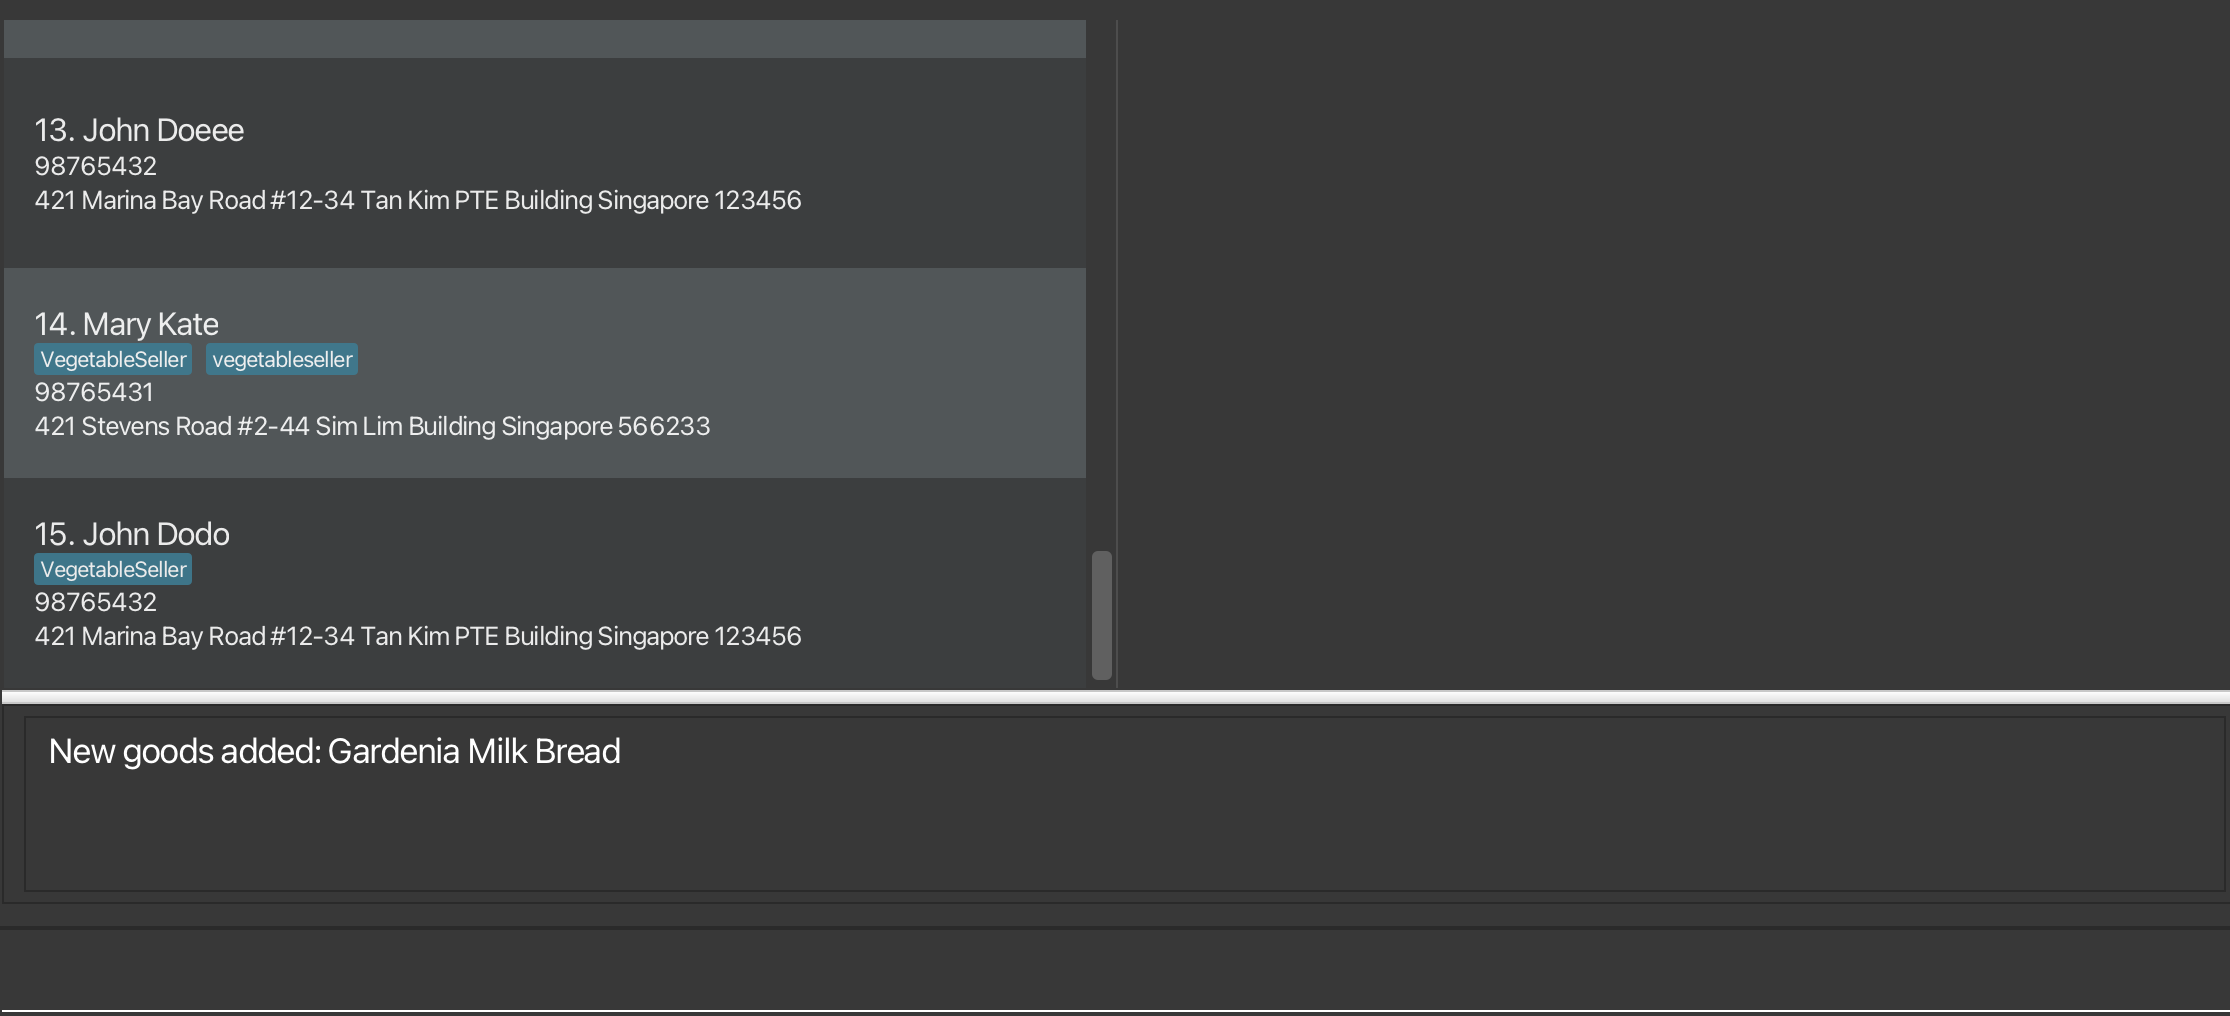 13. John Doeee
98765432
421 Marina Bay Road #12-34 Tan Kim PTE Building Singapore 123456
14. Mary Kate
VegetableSeller vegetableseller
98765431
421 Stevens Road #2-44 Sim Lim Building Singapore 566233
15. John Dodo
VegetableSeller
98765432
421 Marina Bay Road #12-34 Tan Kim PTE Building Singapore 123456
New goods added: Gardenia Milk Bread